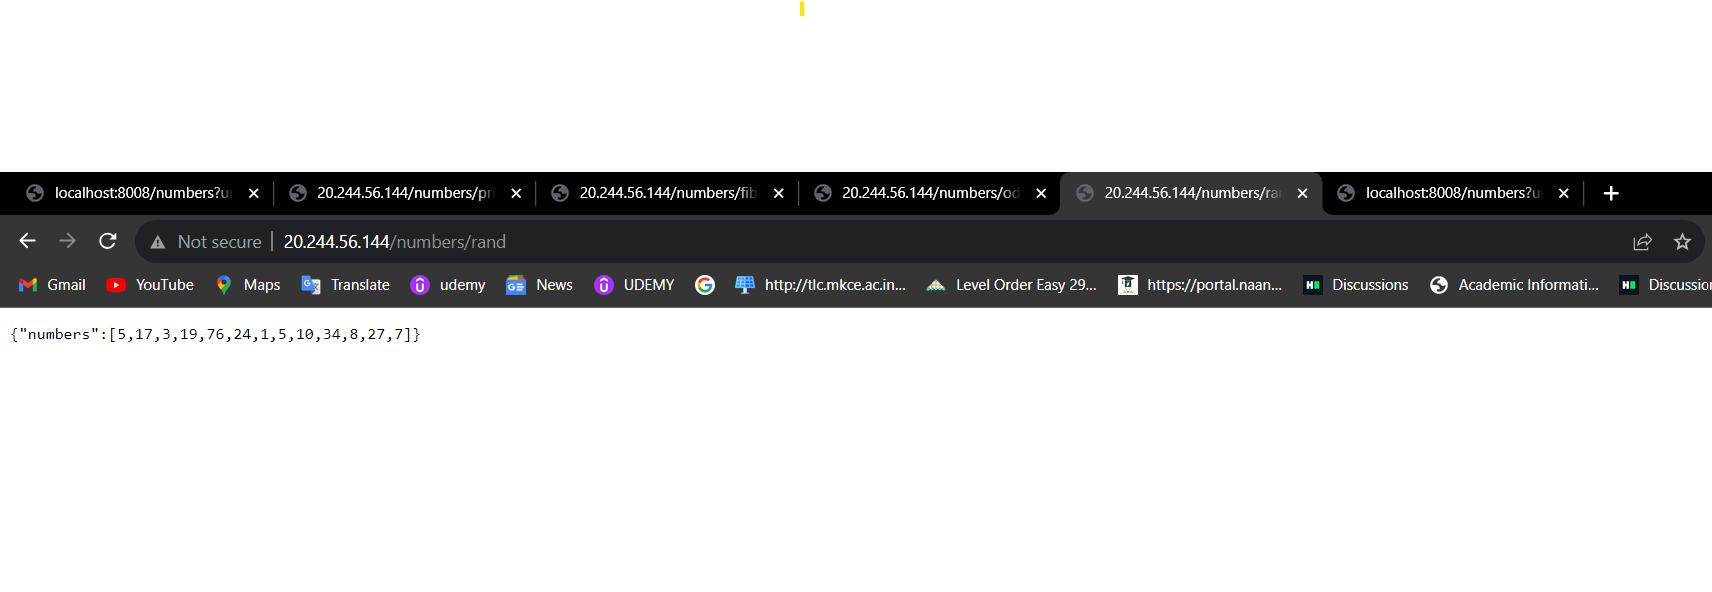 localhost:8008/numbers?u
20.244.56.144/numbers/pri
20.244.56.144/numbers/fib
20.244.56.144/numbers/od
20.244.56.144/numbers/ra
localhost:8008/numbers?u
Not secure | 20.244.56.144/numbers/rand
Gmail YouTube Maps Translate udemy News UDEMY http://tlc.mkce.ac.in... Level Order Easy 29... https://portal.naan... Discussions Academic Informati... Discussion
{"numbers":[5,17,3,19,76,24,1,5,10,34,8,27,7]}